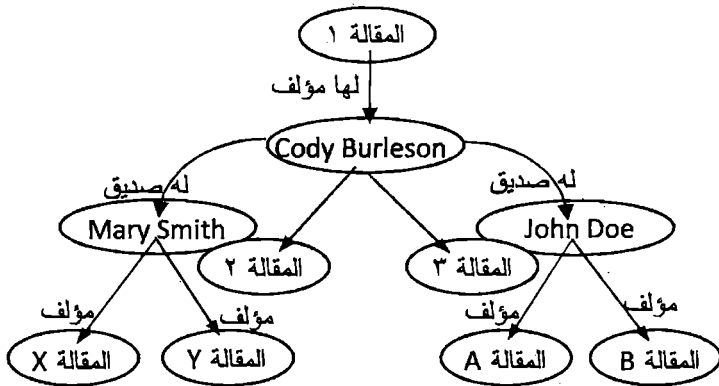 المقالة ١
لها مؤلف
Cody Burleson
له صديق
له صديق
Mary Smith
John Doe
المقالة ٢
المقالة ٣
مؤلف
مؤلف
مؤلف
مؤلف
المقالة X
المقالة Y
المقالة A
المقالة B